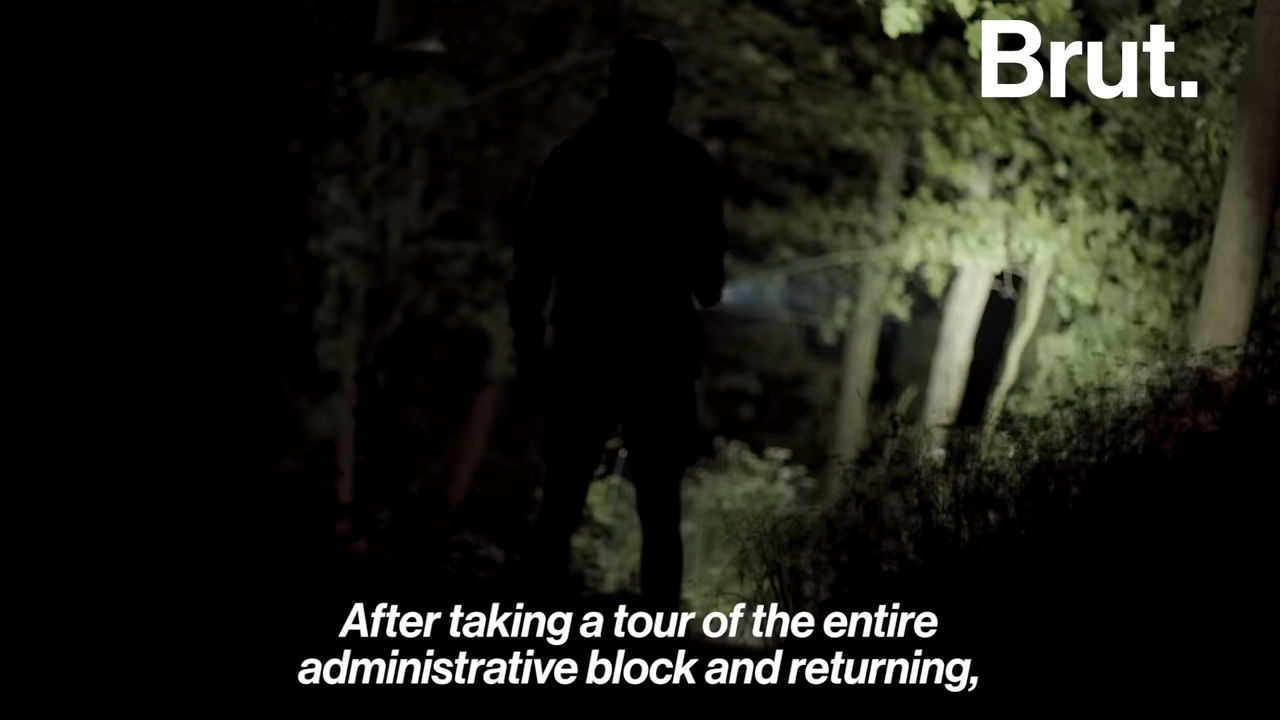 Brut.
After taking a tour of the entire
administrative block and returning,